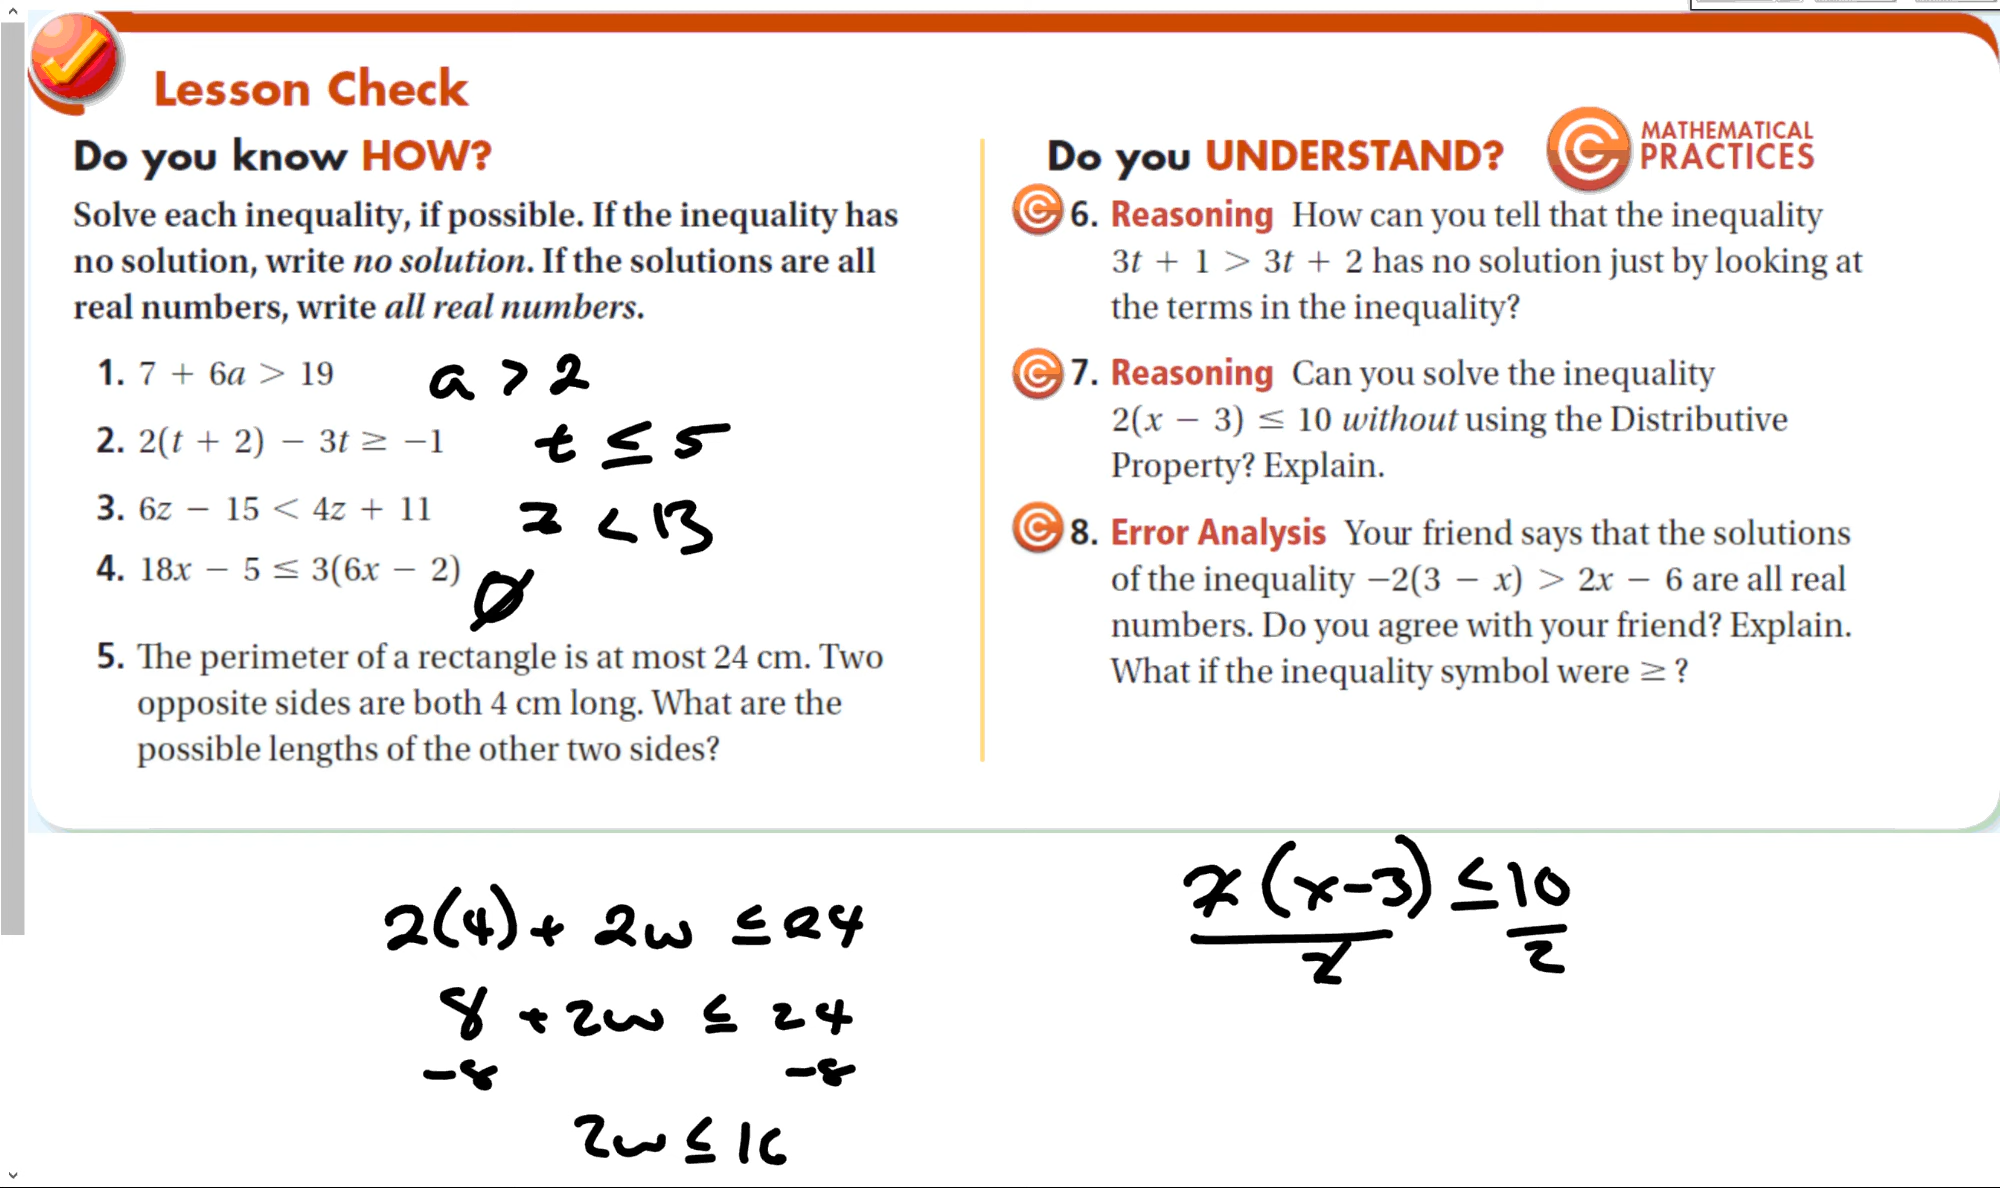 Lesson Check
Do you know HOW?
Solve each inequality, if possible. If the inequality has
no solution, write no solution. If the solutions are all
real numbers, write all real numbers.
1. 7 + 6a > 19 a > 2
2. 2(t + 2) − 3t ≥ −1 t ≤ 5
3. 6z − 15 < 4z + 11 z < 13
4. 18x − 5 ≤ 3(6x − 2) Ø
5. The perimeter of a rectangle is at most 24 cm. Two
opposite sides are both 4 cm long. What are the
possible lengths of the other two sides?
2(4) + 2w ≤ 24
8 + 2w ≤ 24
−8 −8
2w ≤ 16
Do you UNDERSTAND?
MATHEMATICAL
PRACTICES
6. Reasoning How can you tell that the inequality
3t + 1 > 3t + 2 has no solution just by looking at
the terms in the inequality?
7. Reasoning Can you solve the inequality
2(x − 3) ≤ 10 without using the Distributive
Property? Explain.
8. Error Analysis Your friend says that the solutions
of the inequality −2(3 − x) > 2x − 6 are all real
numbers. Do you agree with your friend? Explain.
What if the inequality symbol were ≥ ?
2(x−3) ≤ 10
2 2